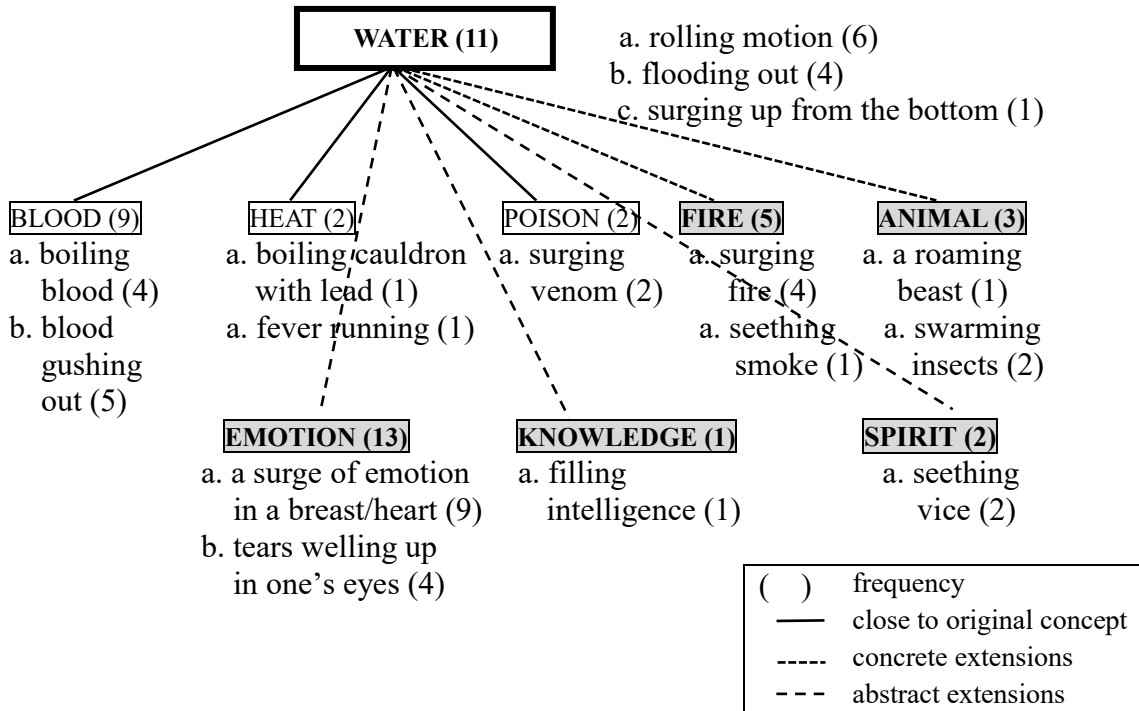 WATER (11)
a. rolling motion (6)
b. flooding out (4)
c. surging up from the bottom (1)
BLOOD (9)
a. boiling
blood (4)
b. blood
gushing
out (5)
HEAT (2)
a. boiling cauldron
with lead (1)
a. fever running (1)
POISON (2)
a. surging
venom (2)
FIRE (5)
a. surging
fire (4)
a. seething
smoke (1)
ANIMAL (3)
a. a roaming
beast (1)
a. swarming
insects (2)
EMOTION (13)
a. a surge of emotion
in a breast/heart (9)
b. tears welling up
in one’s eyes (4)
KNOWLEDGE (1)
a. filling
intelligence (1)
SPIRIT (2)
a. seething
vice (2)
( ) frequency
close to original concept
concrete extensions
abstract extensions